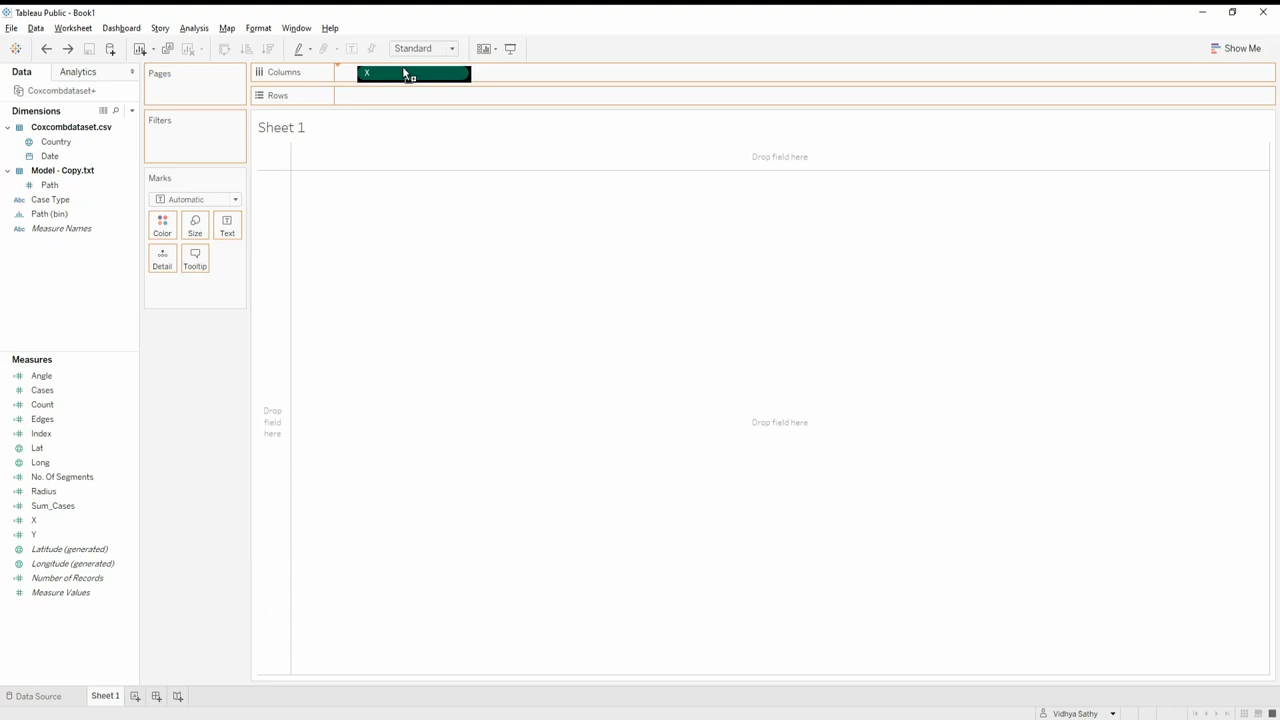 Tableau Public - Book1
File Data Worksheet Dashboard Story Analysis Map Format Window Help
Standard
Show Me
Data Analytics
Coxcombdataset+
Dimensions
Coxcombdataset.csv
Country
Date
Model - Copy.txt
Path
Abc Case Type
Path (bin)
Abc Measure Names
Measures
Angle
Cases
Count
Edges
Index
Lat
Long
No. Of Segments
Radius
Sum_Cases
X
Y
Latitude (generated)
Longitude (generated)
Number of Records
Measure Values
Pages
Filters
Marks
Automatic
Color Size Text
Detail Tooltip
Columns X
Rows
Sheet 1
Drop field here
Drop
field
here
Drop field here
Data Source Sheet 1
Vidhya Sathy